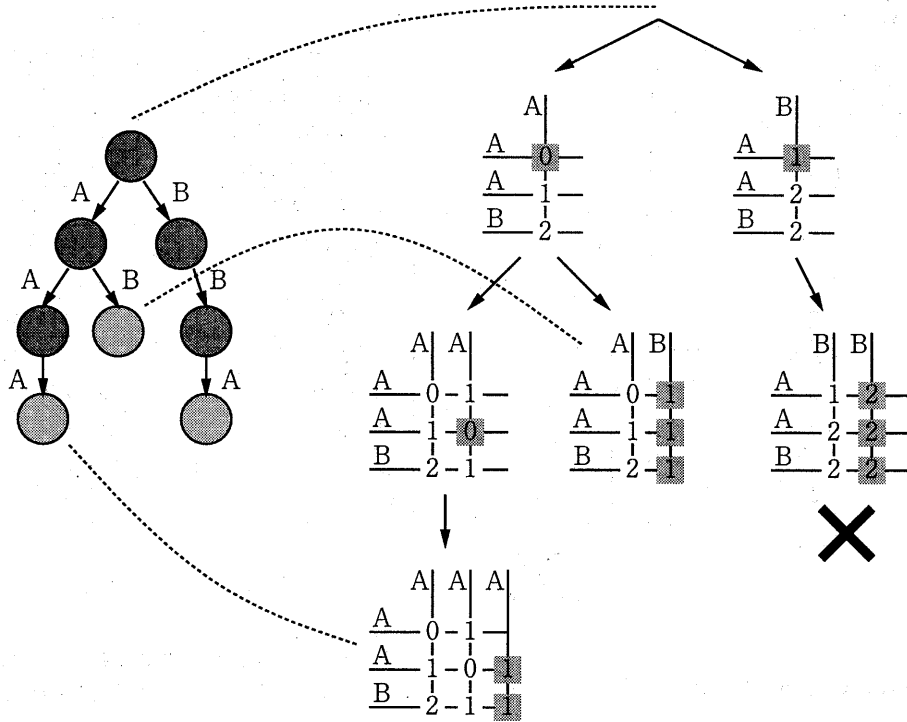 A
B
A 0
A 1
A 1
A 2
B 2
B 2
A B
A B B
A A
A B
B B
A 0 1
A 0 1
A 1 2
A A
A 1 0
A 1 1
A 2 2
B 2 1
B 2 1
B 2 2
A A A
A 0 1
A 1 0 1
B 2 1 1